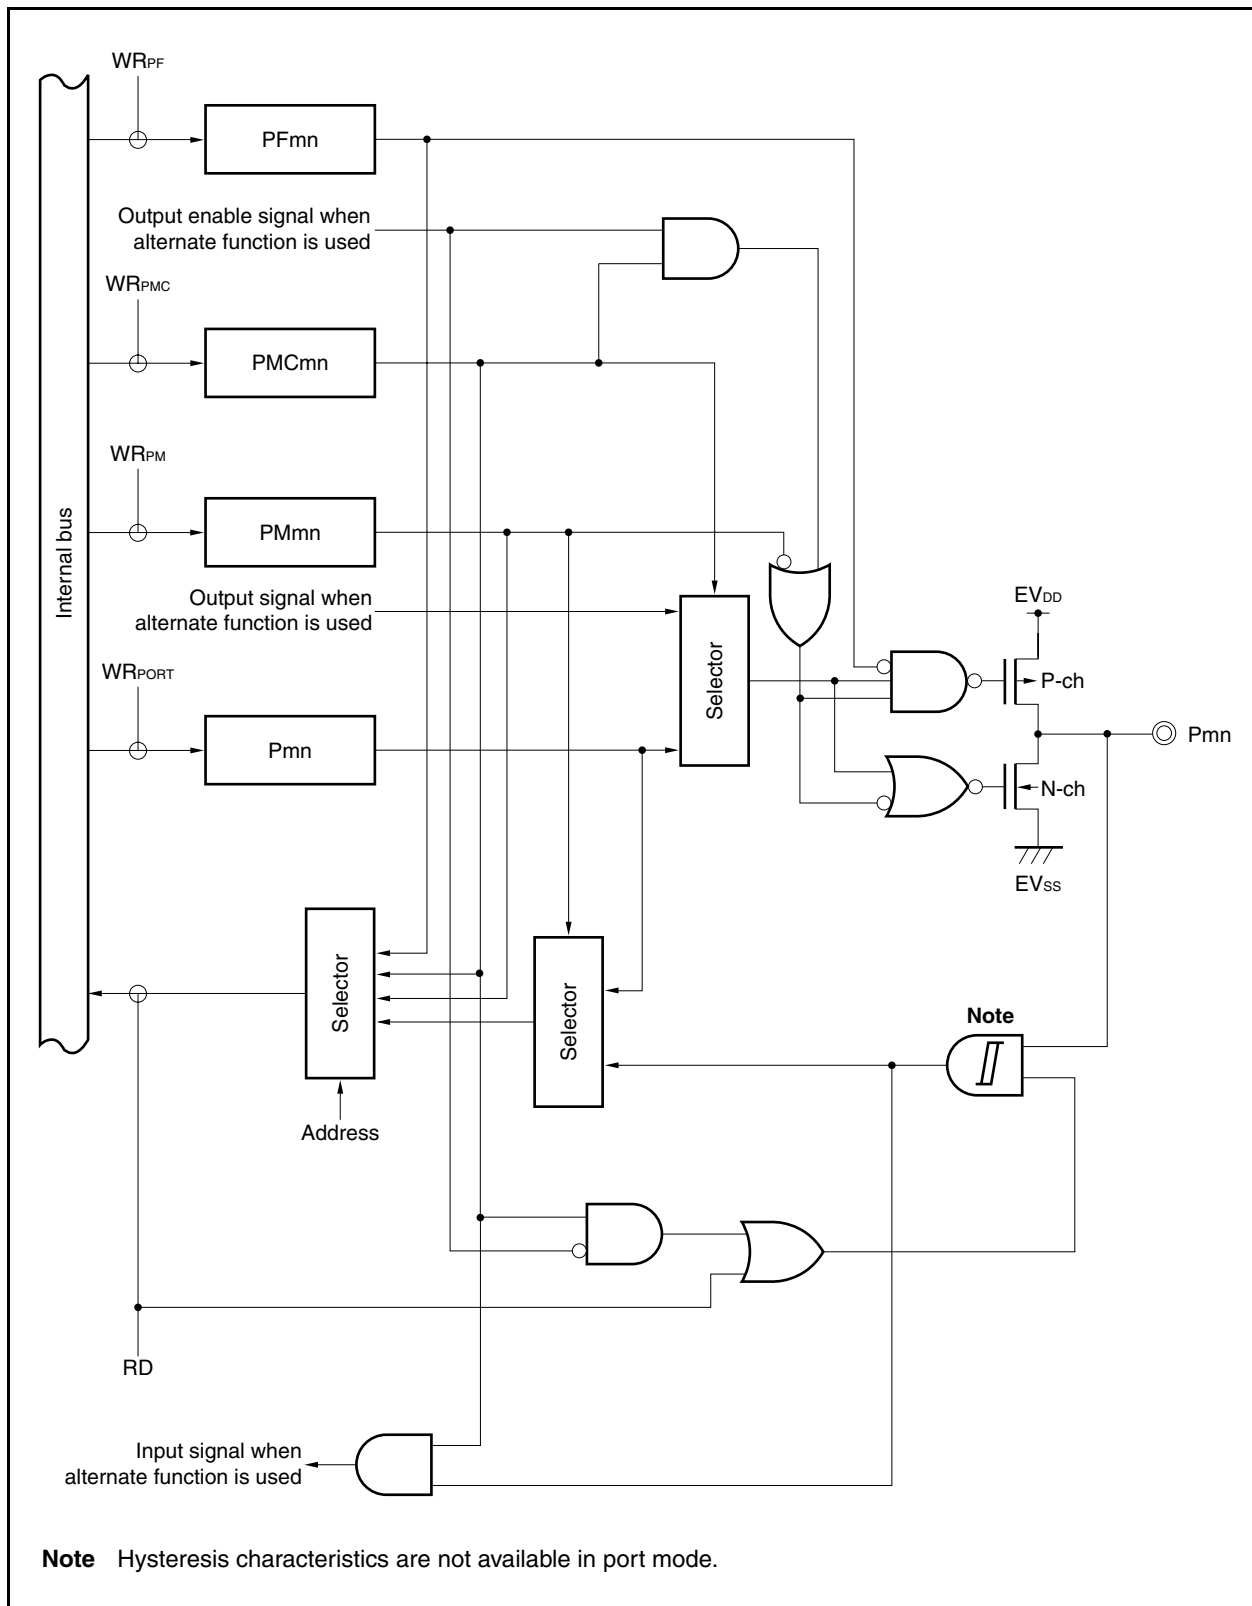 WRPF
PFmn
Output enable signal when
alternate function is used
WRPMC
PMCmn
WRPM
PMmn
Internal bus
Output signal when
alternate function is used
EVDD
WRPORT
Selector
P-ch
Pmn
Pmn
N-ch
EVSS
Selector
Selector
Note
Address
RD
Input signal when
alternate function is used
Note Hysteresis characteristics are not available in port mode.